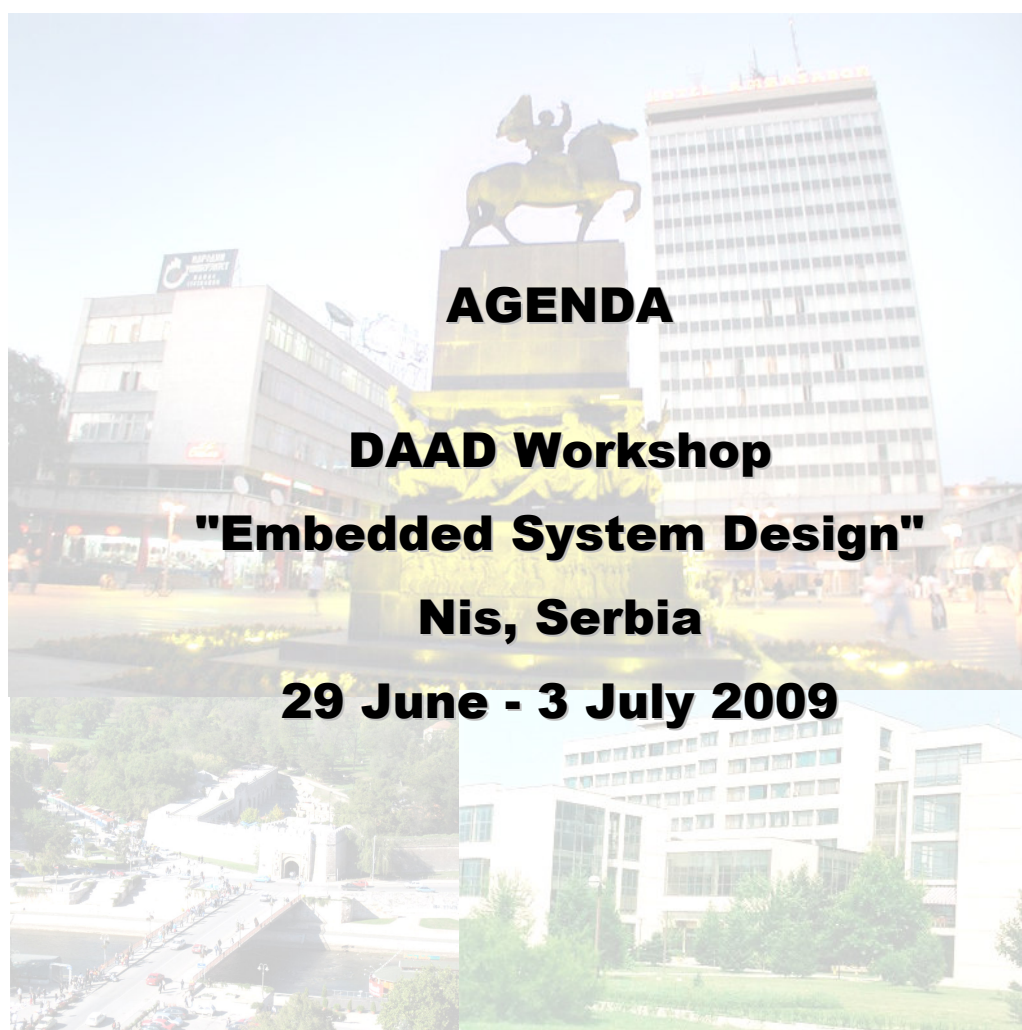 AGENDA
DAAD Workshop
"Embedded System Design"
Nis, Serbia
29 June - 3 July 2009